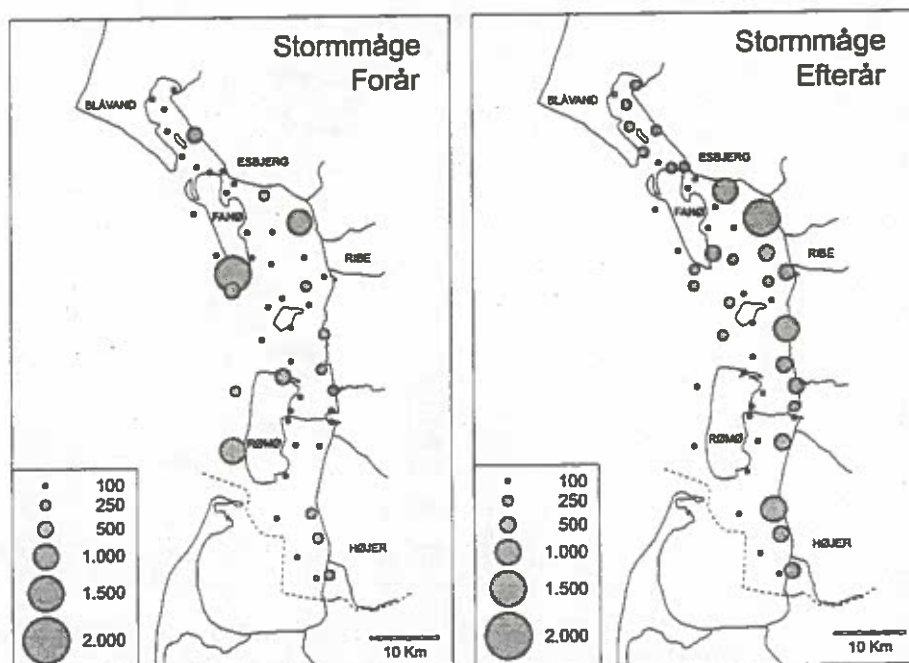 Stormmåge
Forår
BLÅVAND
ESBJERG
FANØ
RIBE
RØMØ
HØJER
100
250
500
1.000
1.500
2.000
10 Km
Stormmåge
Efterår
BLÅVAND
ESBJERG
FANØ
RIBE
RØMØ
HØJER
100
250
500
1.000
1.500
2.000
10 Km